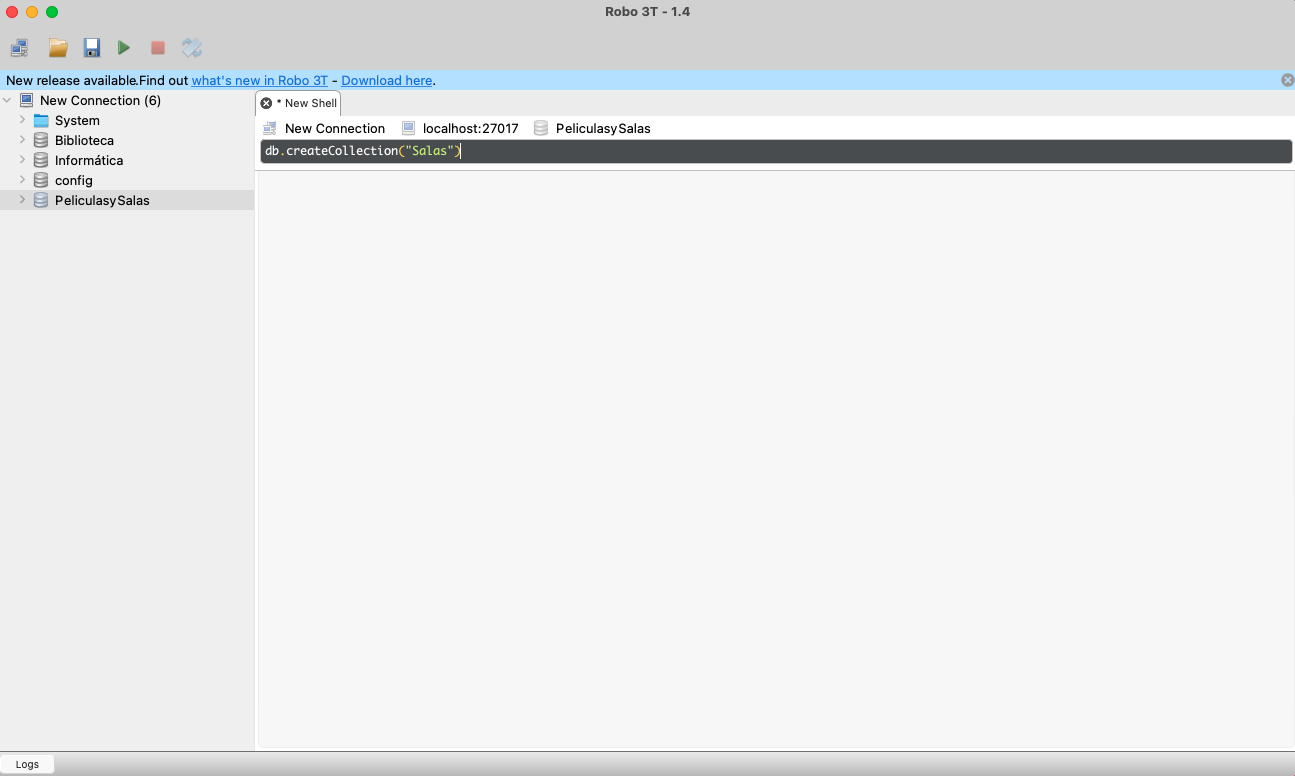 Robo 3T - 1.4
New release available.Find out what's new in Robo 3T - Download here.
New Connection (6)
System
Biblioteca
Informática
config
PeliculasySalas
* New Shell
New Connection localhost:27017 PeliculasySalas
db.createCollection("Salas")
Logs